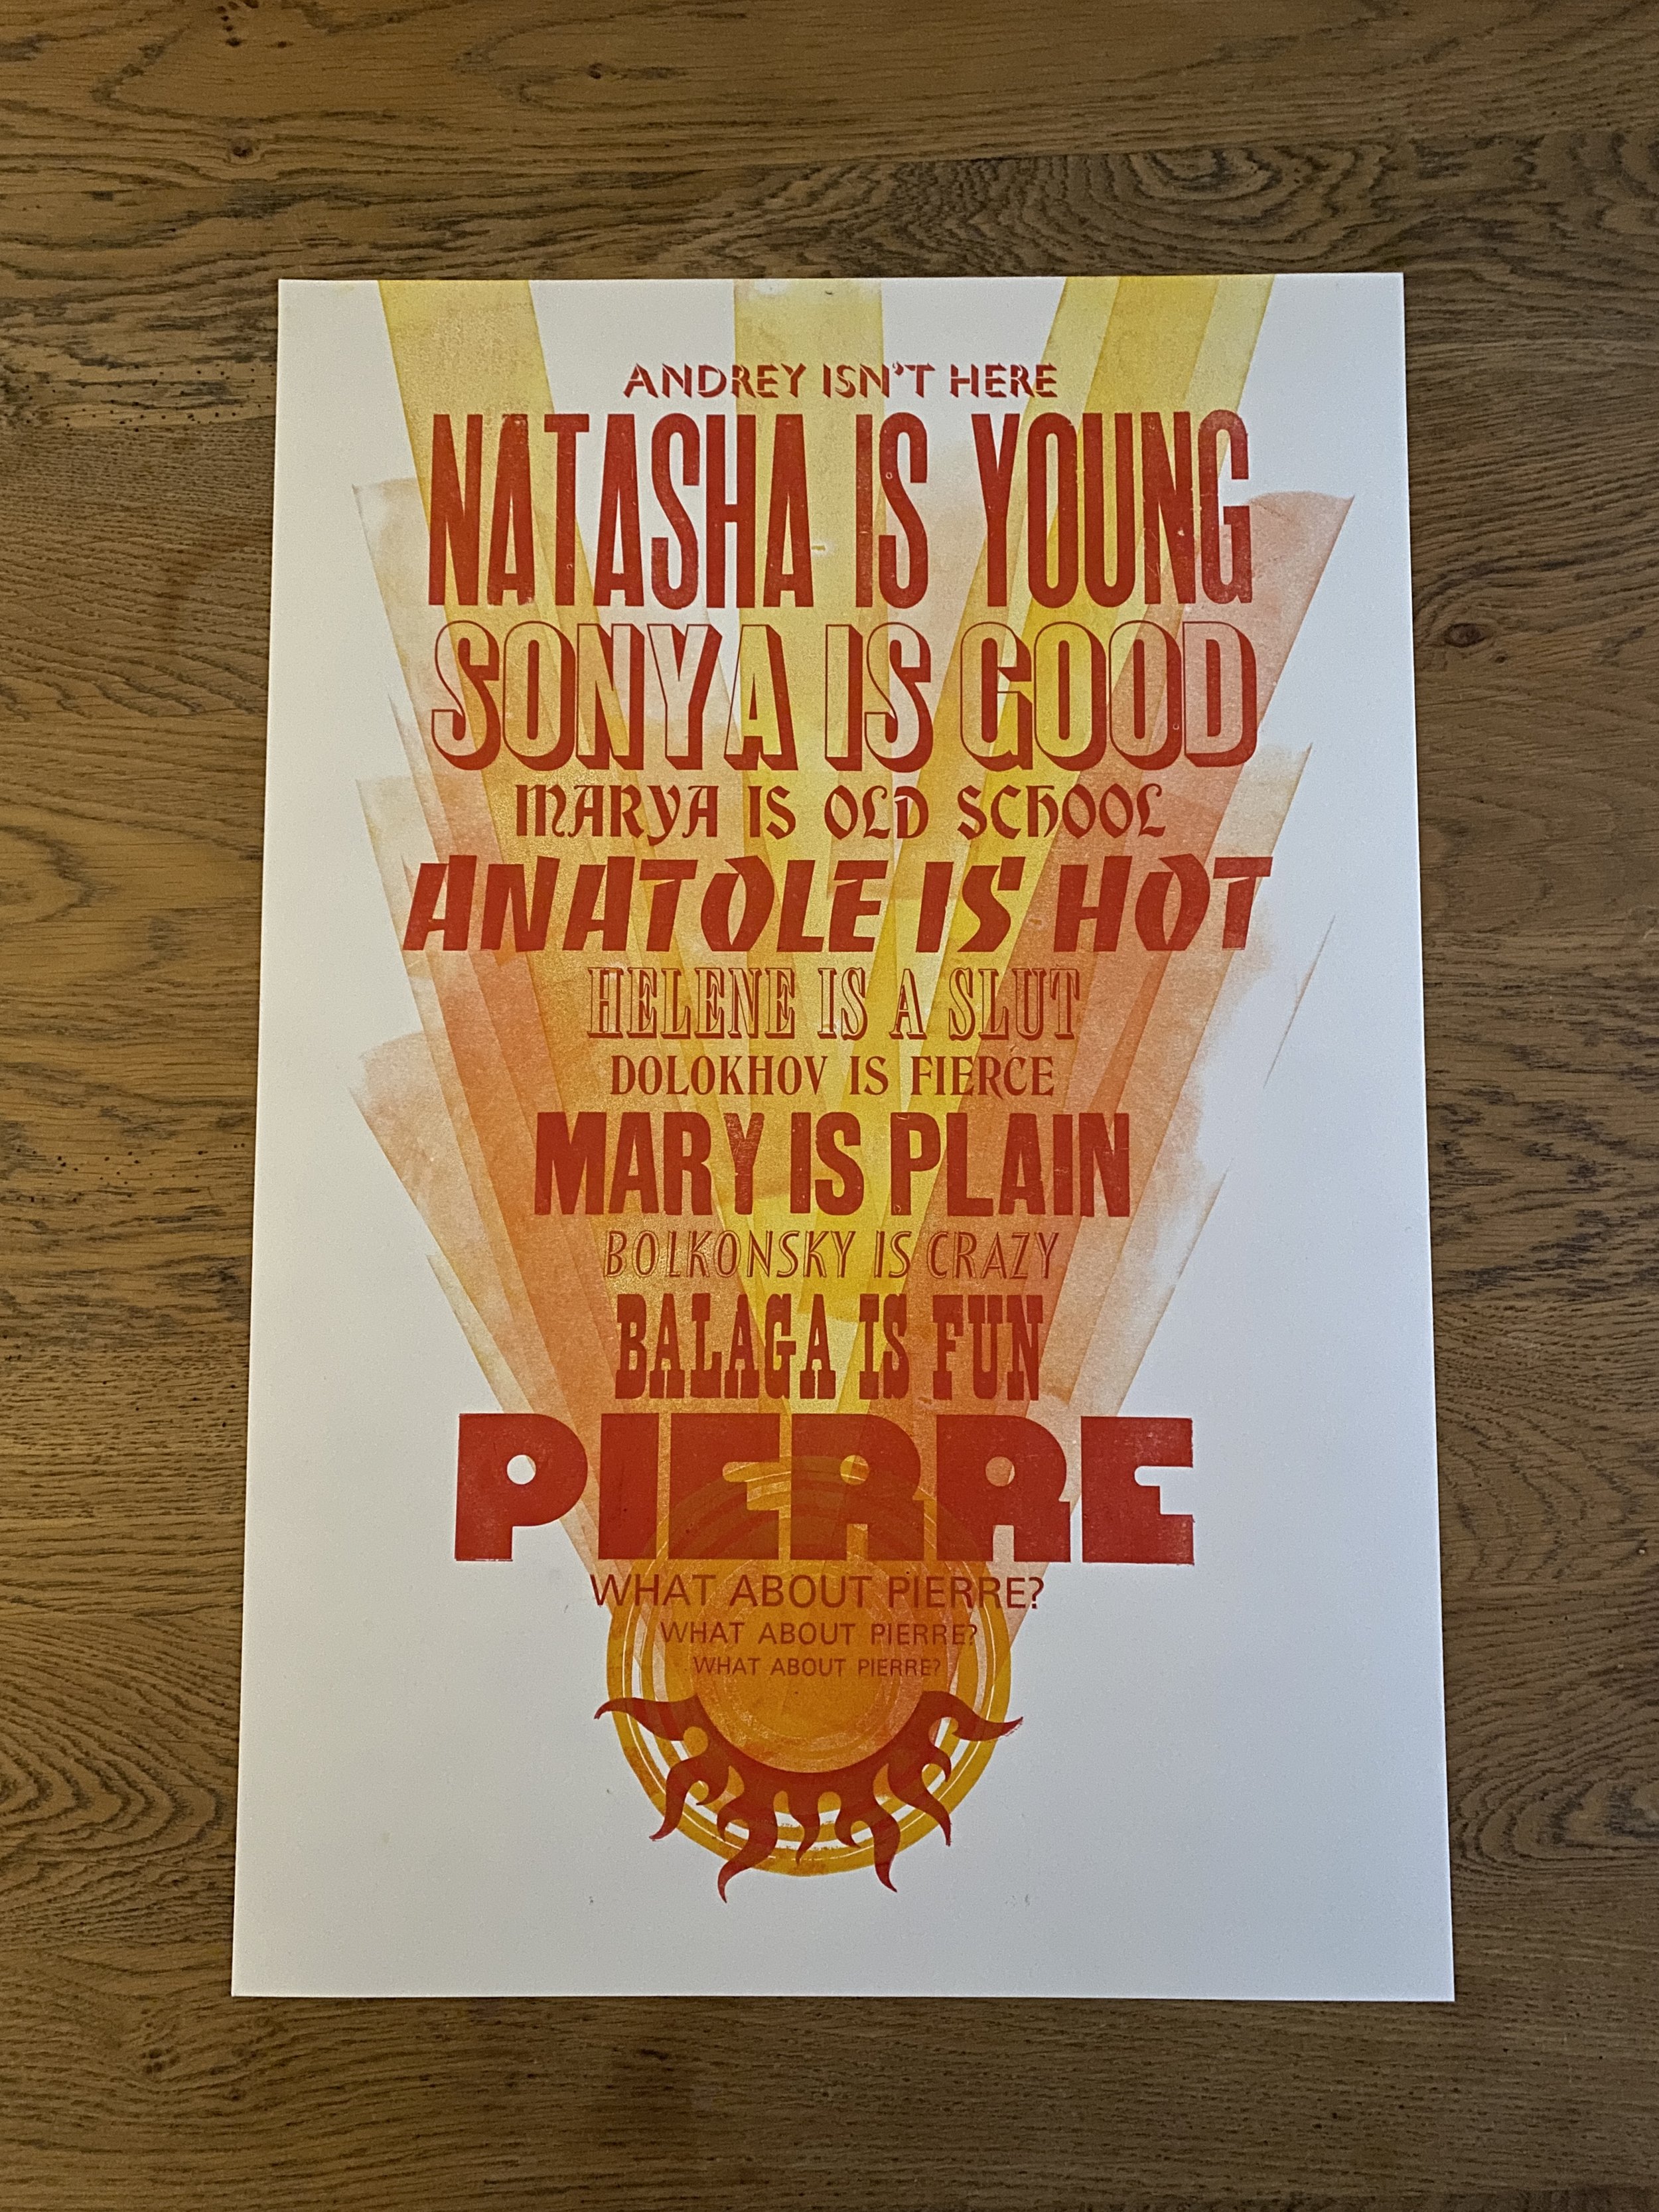 ANDREY ISN'T HERE
NATASHA IS YOUNG
SONYA IS GOOD
MARYA IS OLD SCHOOL
ANATOLE IS HOT
HELENE IS A SLUT
DOLOKHOV IS FIERCE
MARY IS PLAIN
BOLKONSKY IS CRAZY
BALAGA IS FUN
PIERRE
WHAT ABOUT PIERRE?
WHAT ABOUT PIERRE?
WHAT ABOUT PIERRE?